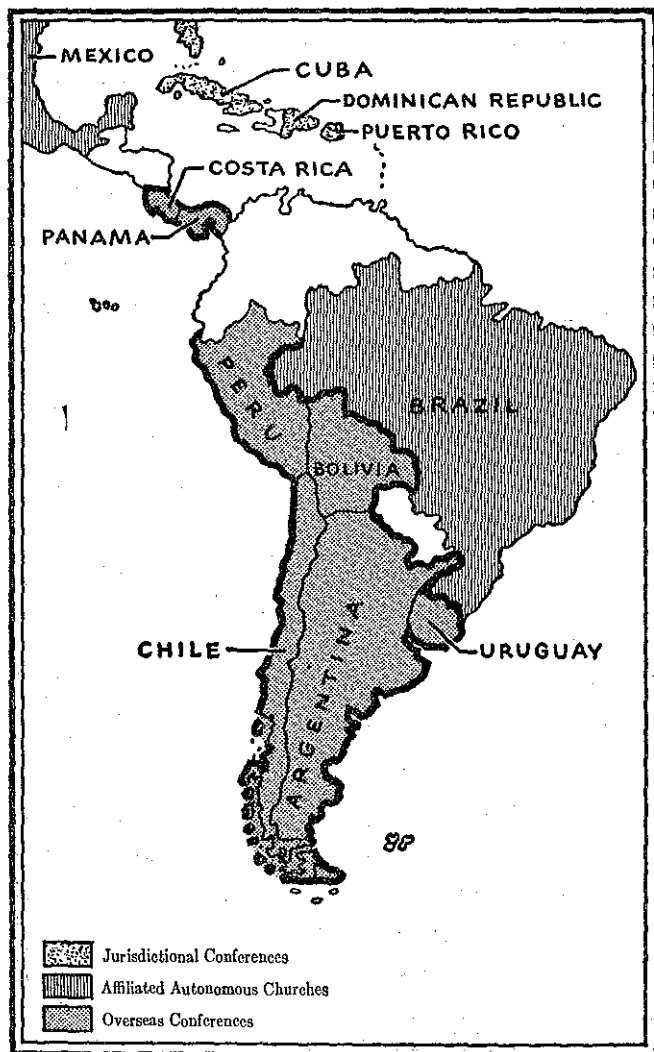 MEXICO
CUBA
DOMINICAN REPUBLIC
PUERTO RICO
COSTA RICA
PANAMA
PERU
BRAZIL
BOLIVIA
CHILE
ARGENTINA
URUGUAY
Jurisdictional Conferences
Affiliated Autonomous Churches
Overseas Conferences